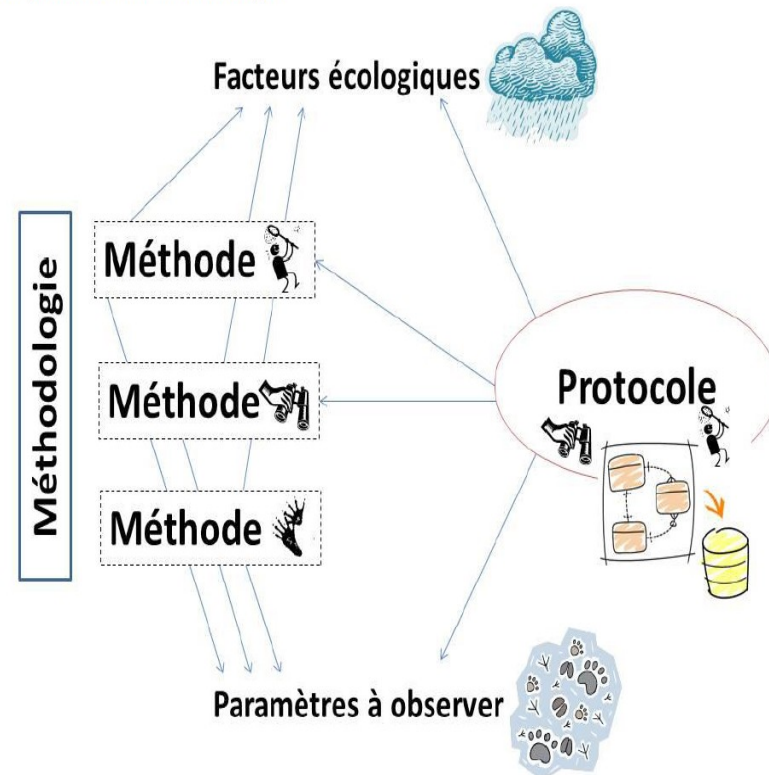 Facteurs écologiques
Méthodologie
Méthode
Méthode
Protocole
Méthode
Paramètres à observer